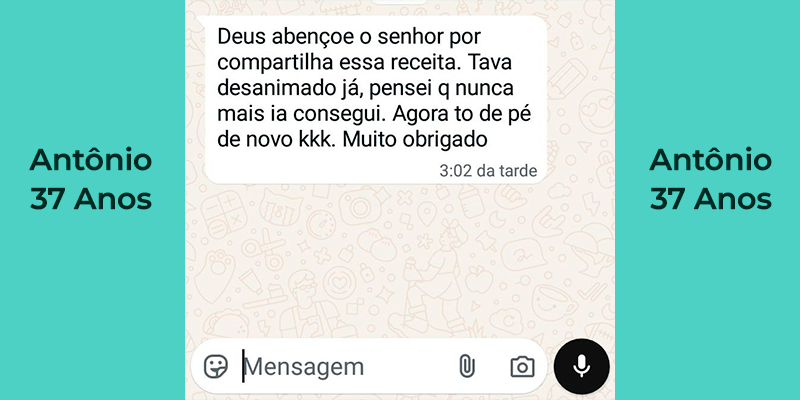 Deus abençoe o senhor por
compartilha essa receita. Tava
desanimado já, pensei q nunca
mais ia consegui. Agora to de pé
de novo kkk. Muito obrigado
3:02 da tarde
Antônio
37 Anos
Antônio
37 Anos
Mensagem